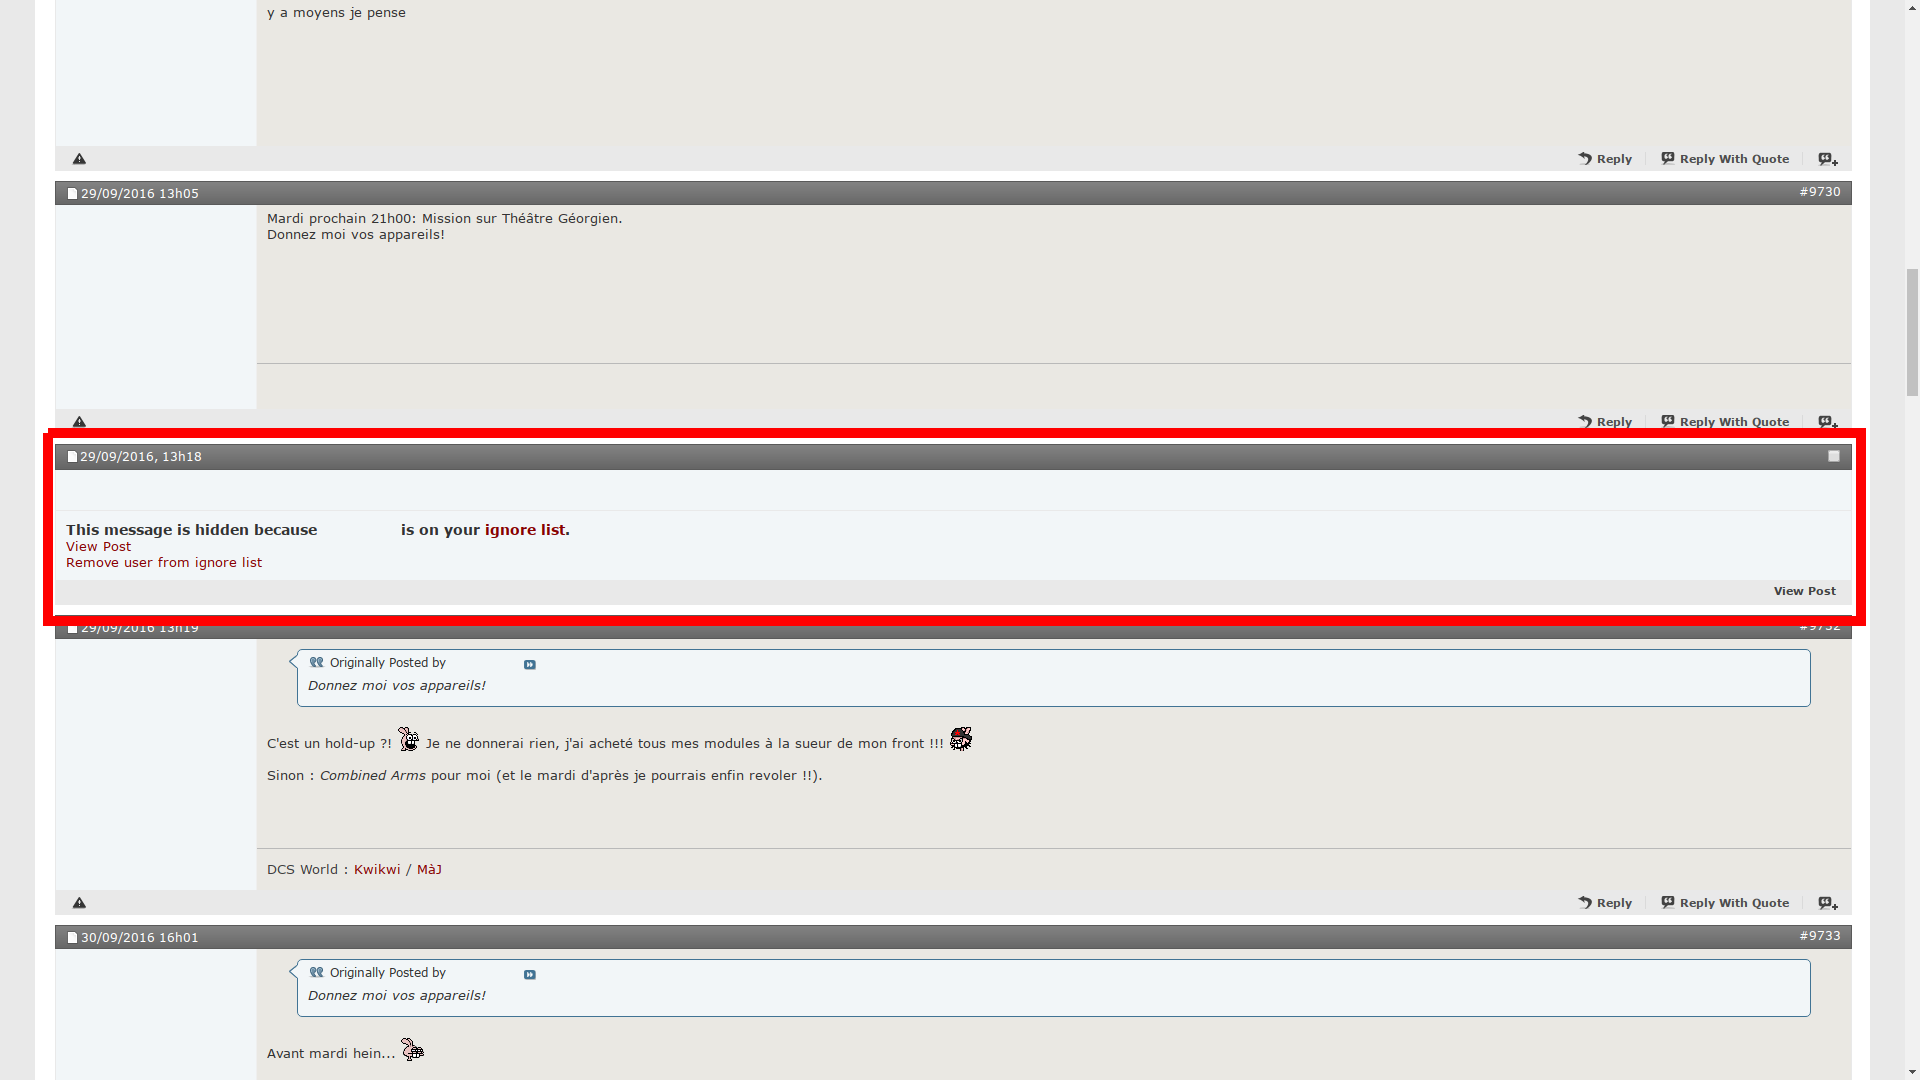 y a moyens je pense
Reply Reply With Quote
29/09/2016 13h05 #9730
Mardi prochain 21h00: Mission sur Théâtre Géorgien.
Donnez moi vos appareils!
Reply Reply With Quote
29/09/2016, 13h18
This message is hidden because is on your ignore list.
View Post
Remove user from ignore list
View Post
29/09/2016 13h19 #9732
Originally Posted by
Donnez moi vos appareils!
C'est un hold-up ?! Je ne donnerai rien, j'ai acheté tous mes modules à la sueur de mon front !!!
Sinon : Combined Arms pour moi (et le mardi d'après je pourrais enfin revoler !!).
DCS World : Kwikwi / MàJ
Reply Reply With Quote
30/09/2016 16h01 #9733
Originally Posted by
Donnez moi vos appareils!
Avant mardi hein...